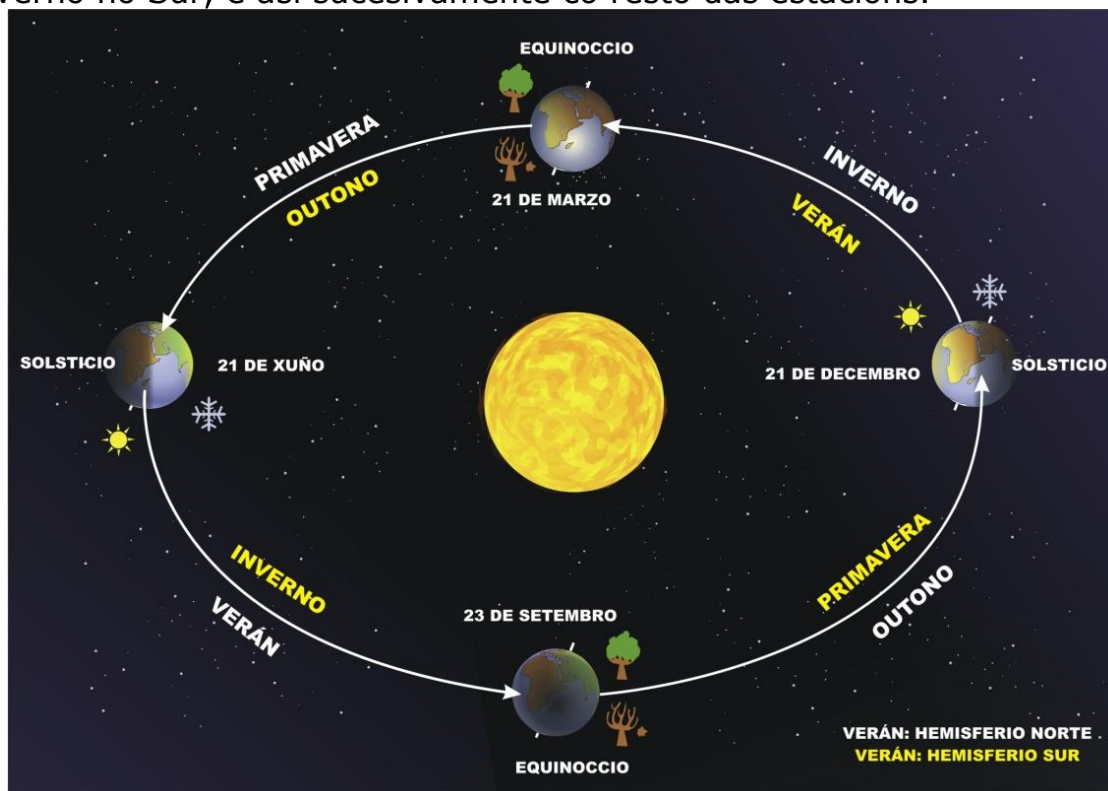 verno no Sur, e así sucesivamente co resto das estacións.
EQUINOCCIO
21 DE MARZO
PRIMAVERA
OUTONO
INVERNO
VERÁN
SOLSTICIO
21 DE XUÑO
21 DE DECEMBRO
SOLSTICIO
INVERNO
VERÁN
23 DE SETEMBRO
EQUINOCCIO
PRIMAVERA
OUTONO
VERÁN: HEMISFERIO NORTE .
VERÁN: HEMISFERIO SUR